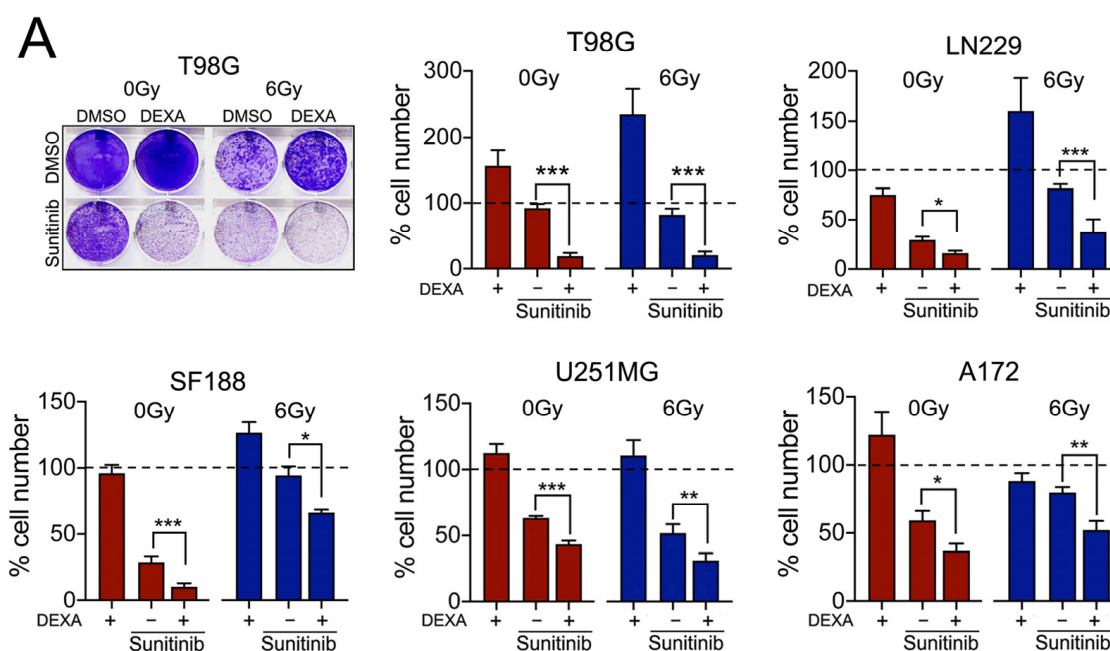 A
T98G
0Gy 6Gy
DMSO DEXA DMSO DEXA
DMSO
Sunitinib
T98G
0Gy 6Gy
% cell number
300
200
100
0
*** ***
DEXA + − + + − +
Sunitinib Sunitinib
LN229
0Gy 6Gy
% cell number
200
150
100
50
0
* ***
DEXA + − + + − +
Sunitinib Sunitinib
SF188
0Gy 6Gy
% cell number
150
100
50
0
*** *
DEXA + − + + − +
Sunitinib Sunitinib
U251MG
0Gy 6Gy
% cell number
150
100
50
0
*** **
DEXA + − + + − +
Sunitinib Sunitinib
A172
0Gy 6Gy
% cell number
150
100
50
0
* **
DEXA + − + + − +
Sunitinib Sunitinib